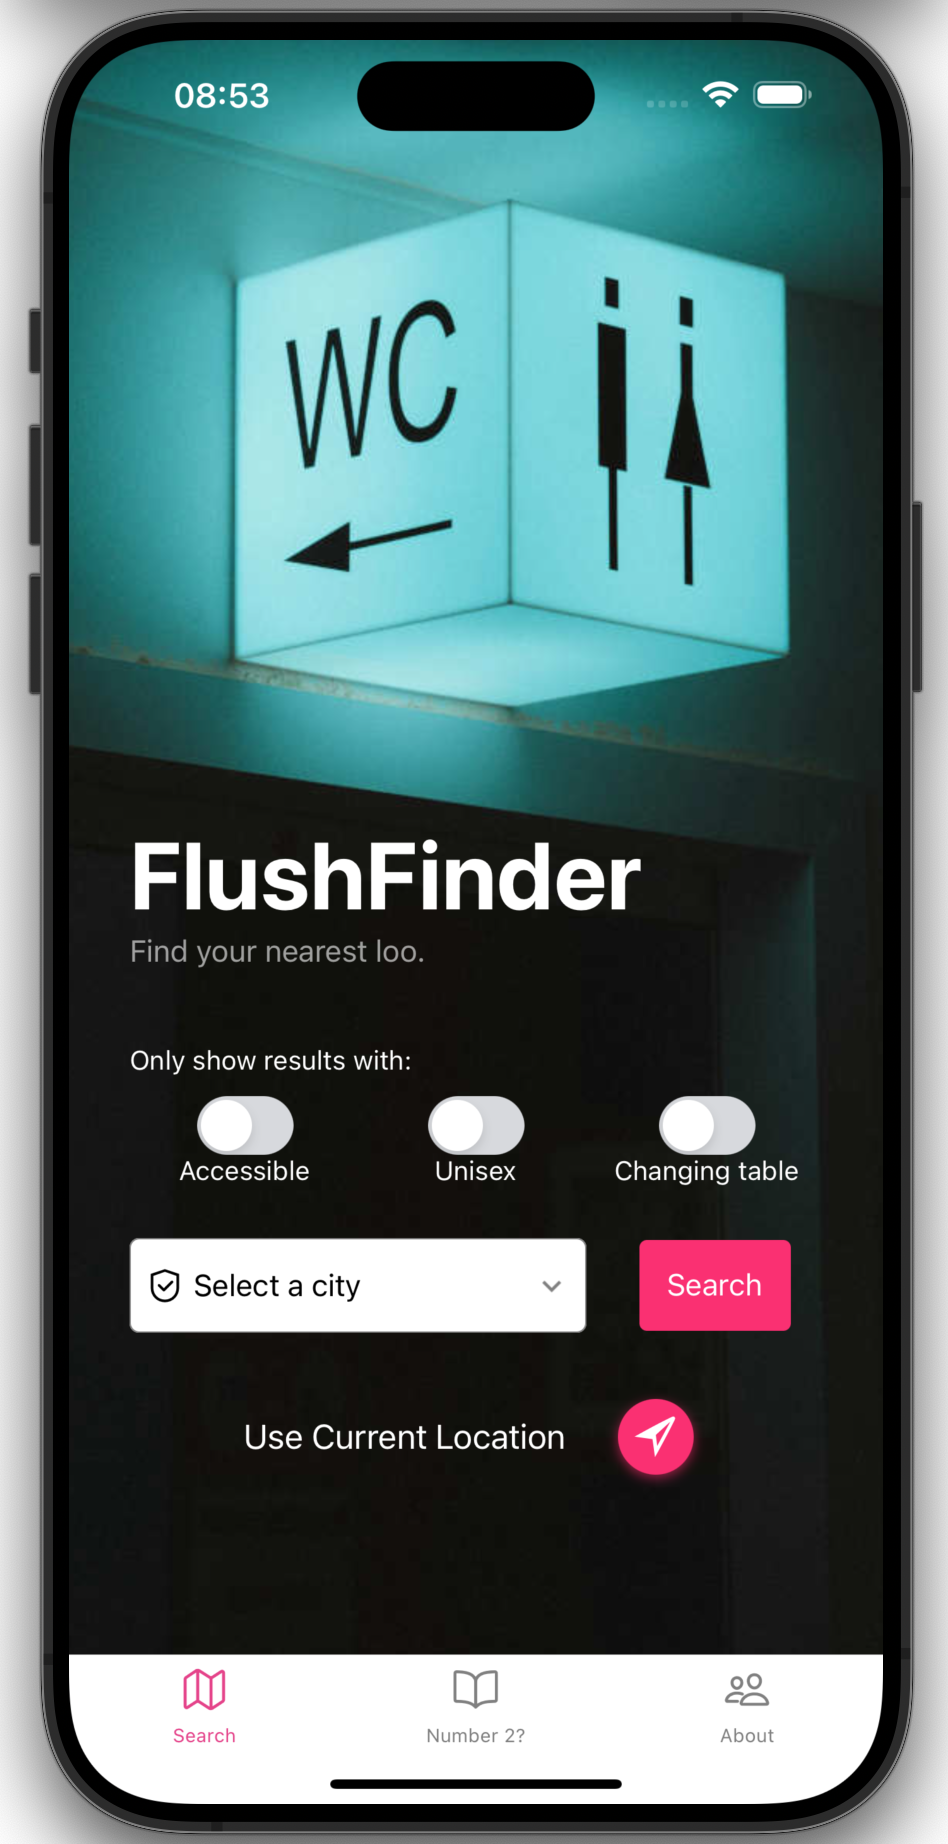 08:53
WC
FlushFinder
Find your nearest loo.
Only show results with:
Accessible Unisex Changing table
Select a city Search
Use Current Location
Search Number 2? About